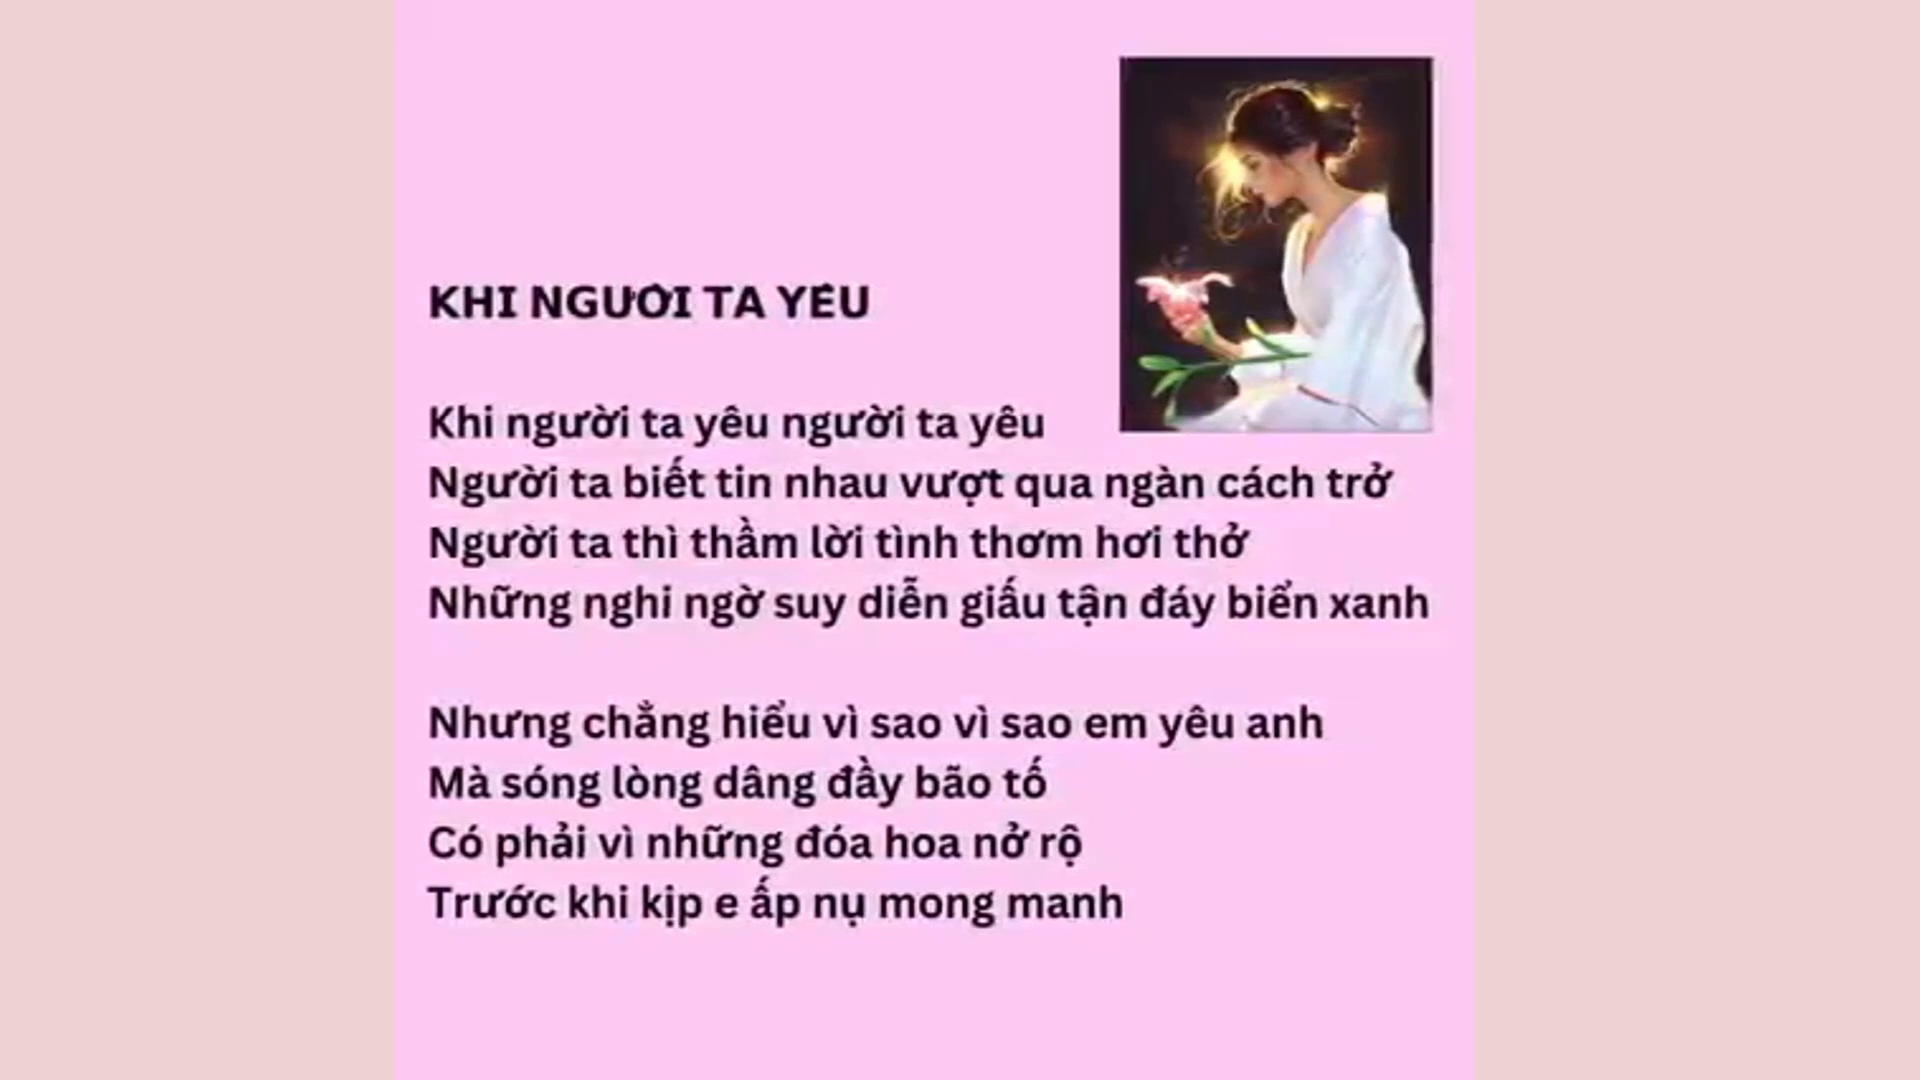 KHI NGƯỜI TA YÊU
Khi người ta yêu người ta yêu
Người ta biết tin nhau vượt qua ngàn cách trở
Người ta thì thầm lời tình thơm hơi thở
Những nghi ngờ suy diễn giấu tận đáy biển xanh
Nhưng chẳng hiểu vì sao vì sao em yêu anh
Mà sóng lòng dâng đầy bão tố
Có phải vì những đóa hoa nở rộ
Trước khi kịp e ấp nụ mong manh